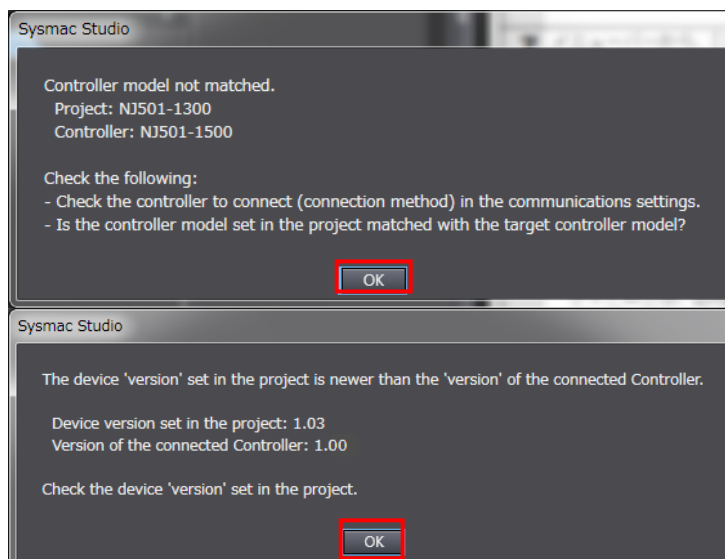 Sysmac Studio
Controller model not matched.
Project: NJ501-1300
Controller: NJ501-1500
Check the following:
- Check the controller to connect (connection method) in the communications settings.
- Is the controller model set in the project matched with the target controller model?
OK
Sysmac Studio
The device 'version' set in the project is newer than the 'version' of the connected Controller.
Device version set in the project: 1.03
Version of the connected Controller: 1.00
Check the device 'version' set in the project.
OK